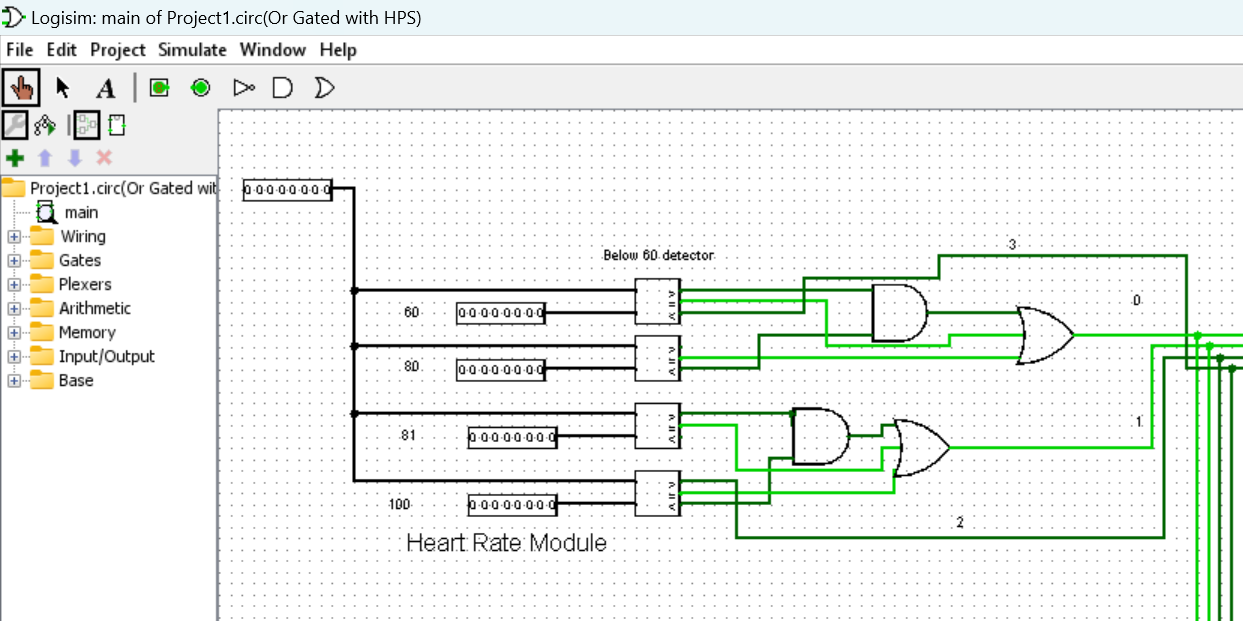 Logisim: main of Project1.circ(Or Gated with HPS)
File Edit Project Simulate Window Help
A
Project1.circ(Or Gated wit
main
Wiring
Gates
Plexers
Arithmetic
Memory
Input/Output
Base
0 0 0 0 0 0 0 0
3
Below 60 detector
0
60
0 0 0 0 0 0 0 0
> = <
80
0 0 0 0 0 0 0 0
> = <
81
0 0 0 0 0 0 0 0
> = <
1
100
0 0 0 0 0 0 0 0
> = <
2
Heart Rate Module